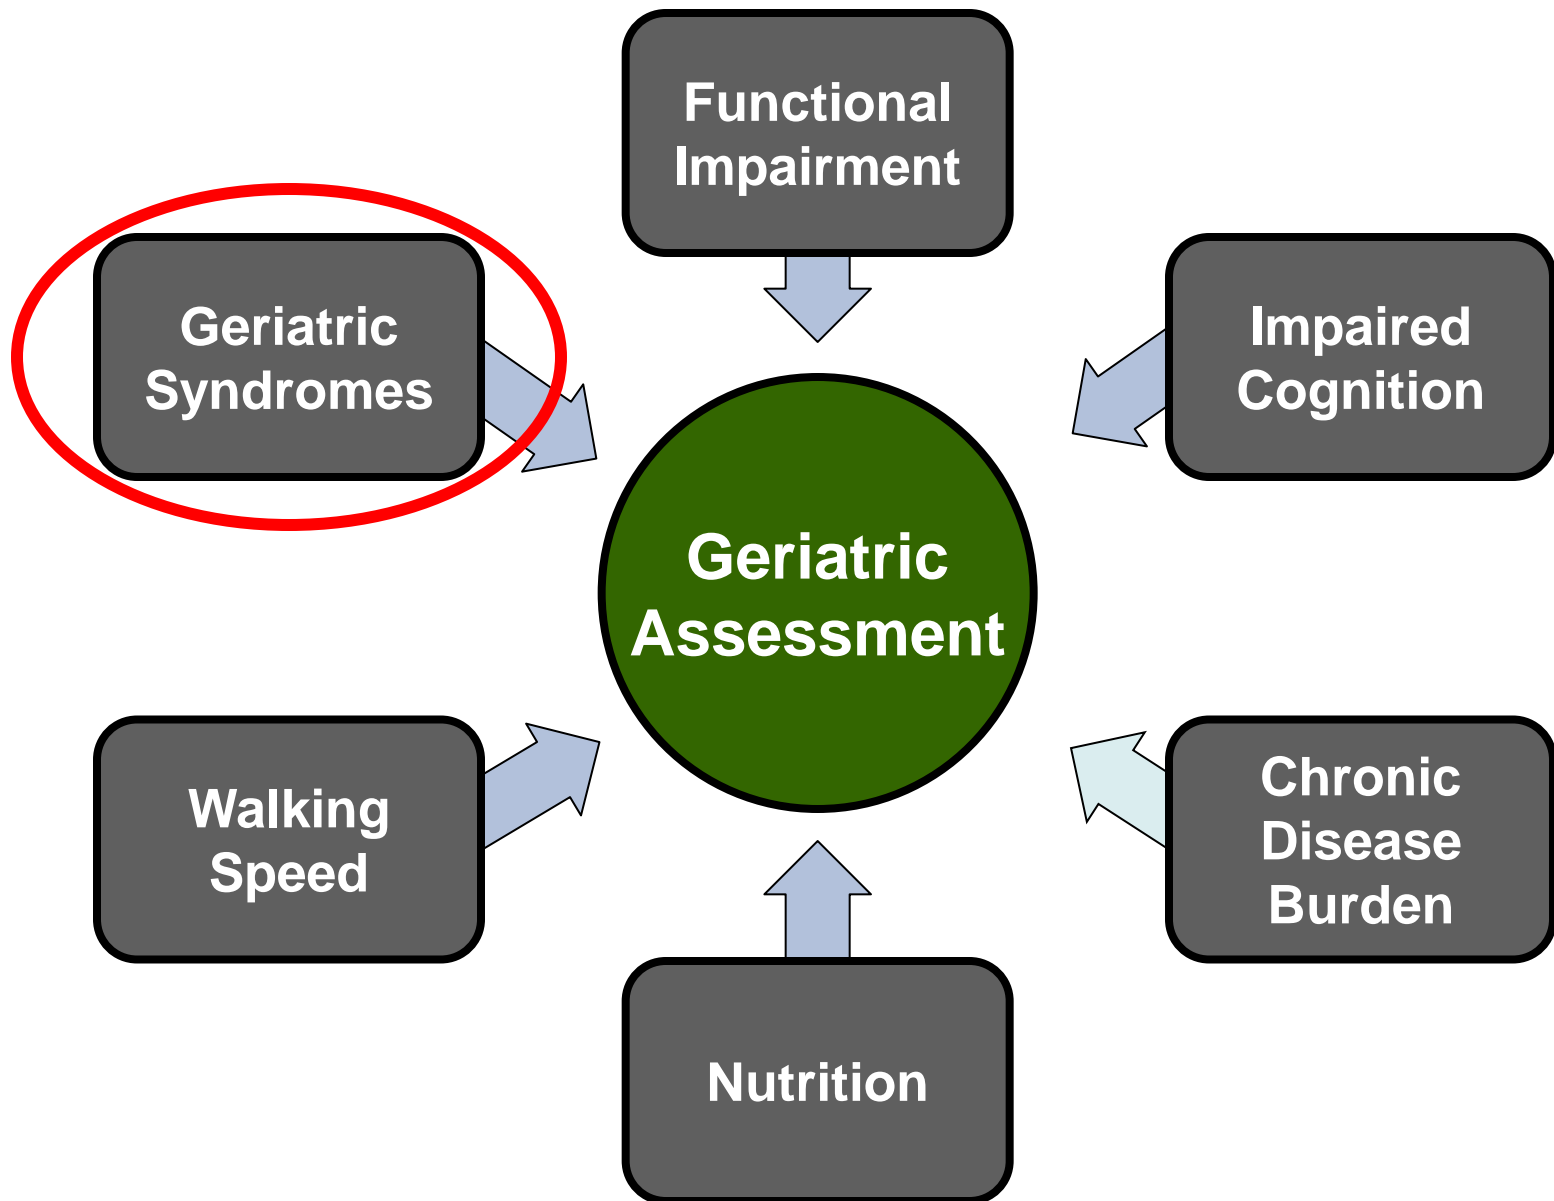 Functional
Impairment
Geriatric
Syndromes
Impaired
Cognition
Geriatric
Assessment
Walking
Speed
Chronic
Disease
Burden
Nutrition